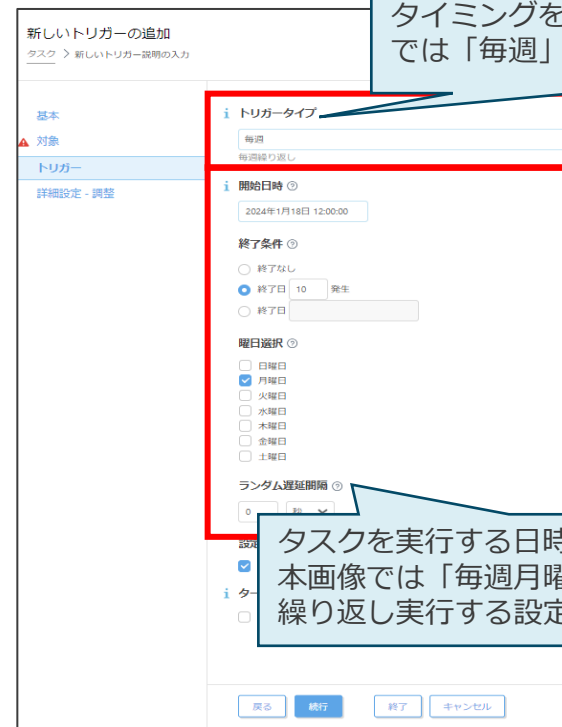 新しいトリガーの追加
タスク > 新しいトリガー説明の入力
タイミングを
では「毎週」
基本
対象
トリガー
詳細設定 - 調整
トリガータイプ
毎週
毎週繰り返し
開始日時
2024年1月18日 12:00:00
終了条件
終了なし
終了日 10 発生
終了日
曜日選択
日曜日
月曜日
火曜日
水曜日
木曜日
金曜日
土曜日
ランダム遅延間隔
0
タスクを実行する日時
本画像では「毎週月曜
繰り返し実行する設定
戻る
続行
終了
キャンセル